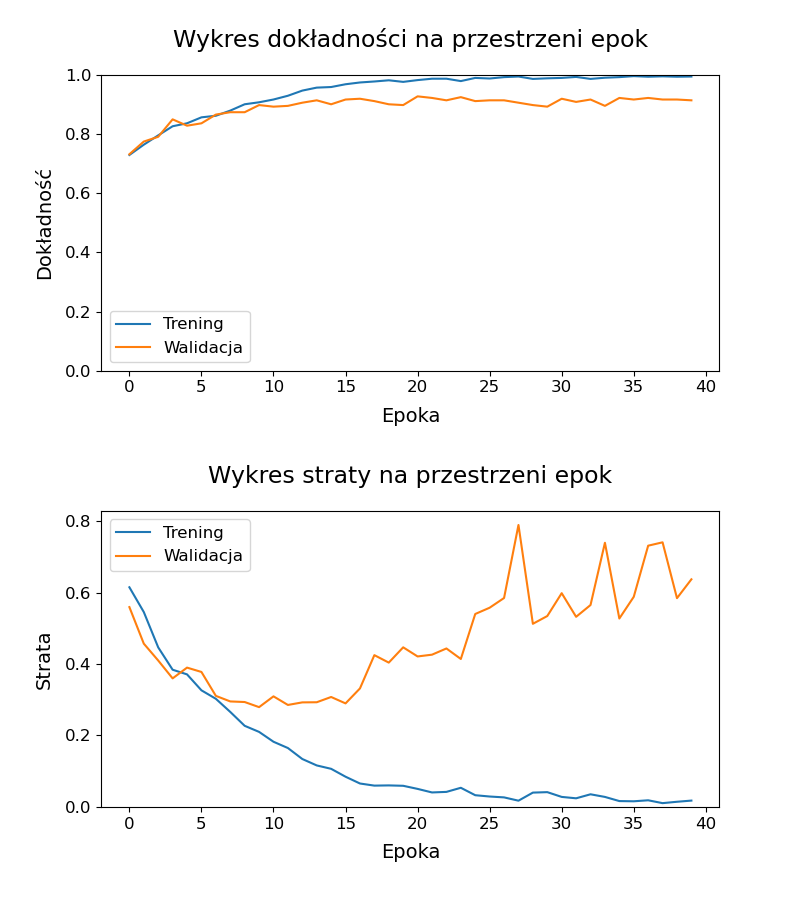 Wykres dokładności na przestrzeni epok
1.0
0.8
0.6
0.4
0.2
0.0
Dokładność
Trening
Walidacja
0 5 10 15 20 25 30 35 40
Epoka
Wykres straty na przestrzeni epok
0.8
0.6
0.4
0.2
0.0
Strata
Trening
Walidacja
0 5 10 15 20 25 30 35 40
Epoka